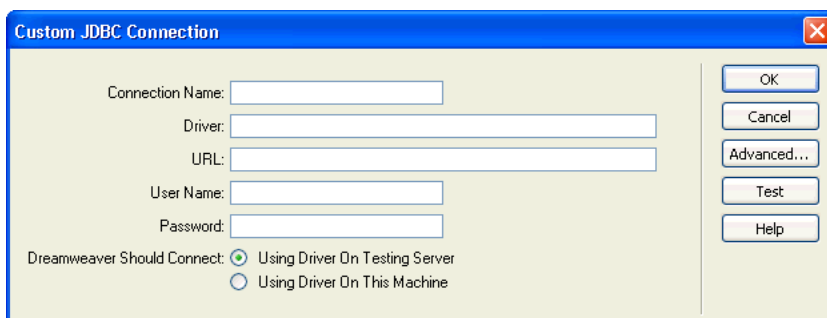 Custom JDBC Connection
Connection Name:
Driver:
URL:
User Name:
Password:
Dreamweaver Should Connect:
Using Driver On Testing Server
Using Driver On This Machine
OK
Cancel
Advanced...
Test
Help